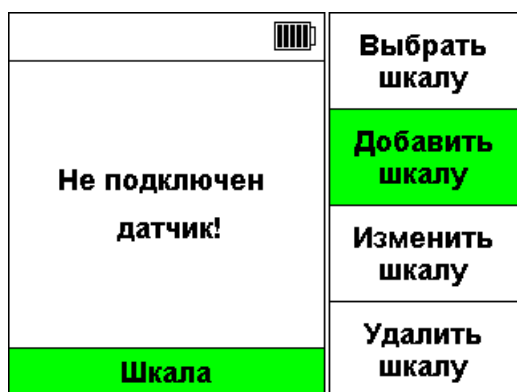 Не подключен
датчик!
Шкала
Выбрать
шкалу
Добавить
шкалу
Изменить
шкалу
Удалить
шкалу